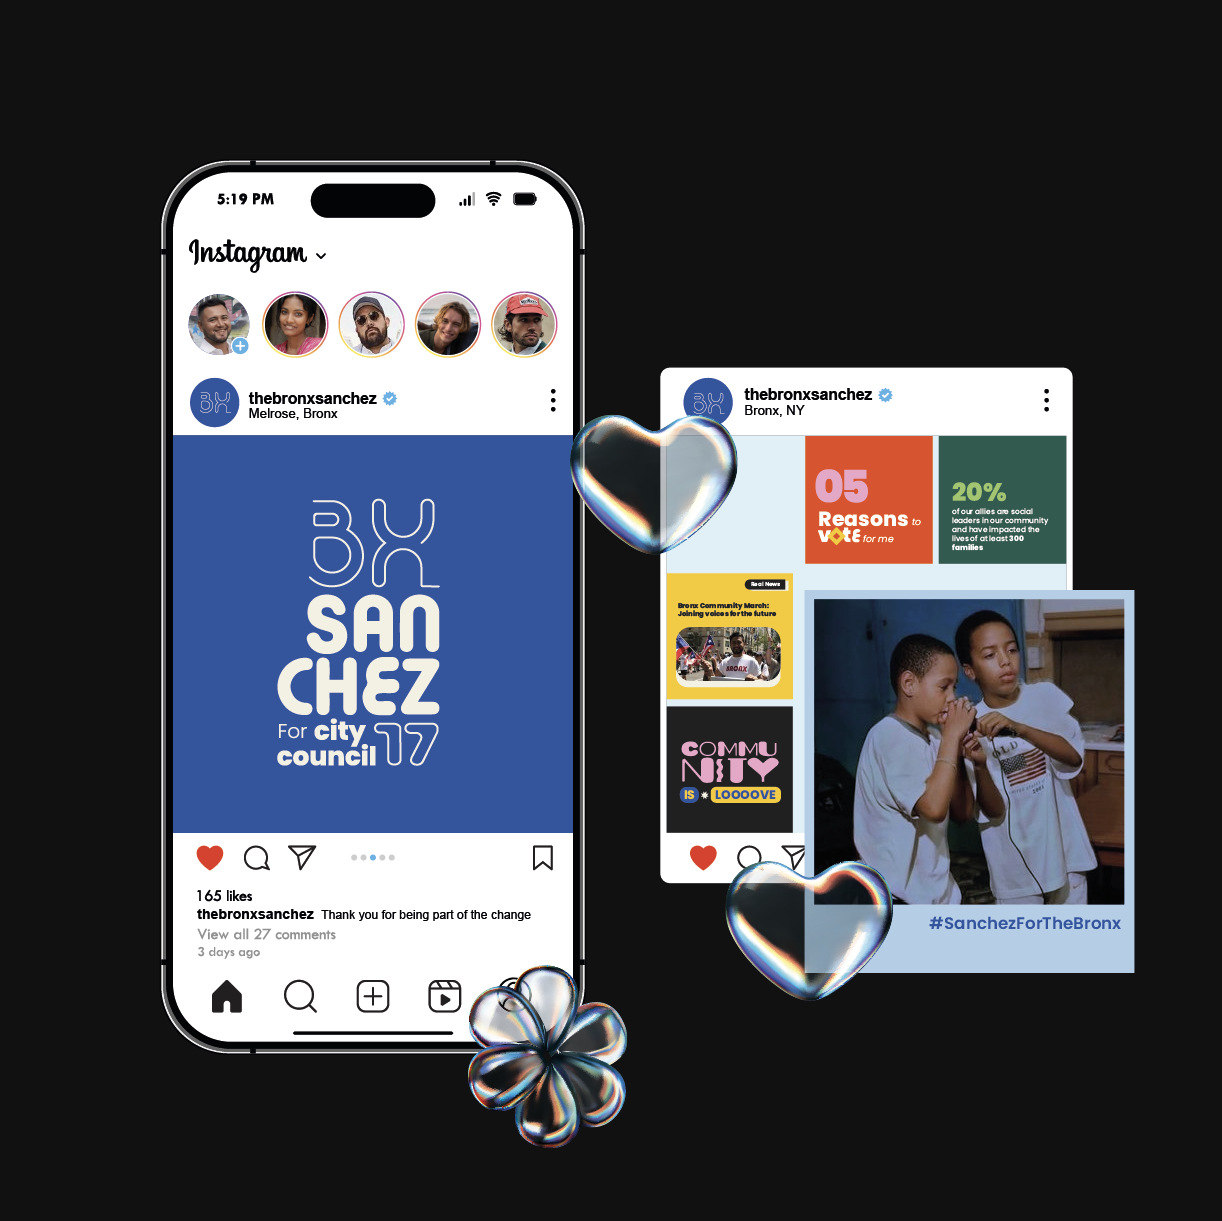 5:19 PM
Instagram
thebronxsanchez
Melrose, Bronx
BX
SAN
CHEZ
For city
council 17
165 likes
thebronxsanchez Thank you for being part of the change
View all 27 comments
3 days ago
BX
thebronxsanchez
Bronx, NY
05
Reasons to
vote for me
20%
of our allies are social
leaders in our community
and have impacted the
lives of at least 300
families
Real News
Bronx Community March:
Joining voices for the future
BRONX
COMMU
NITY
IS LOOOOVE
OLD
#SanchezForTheBronx